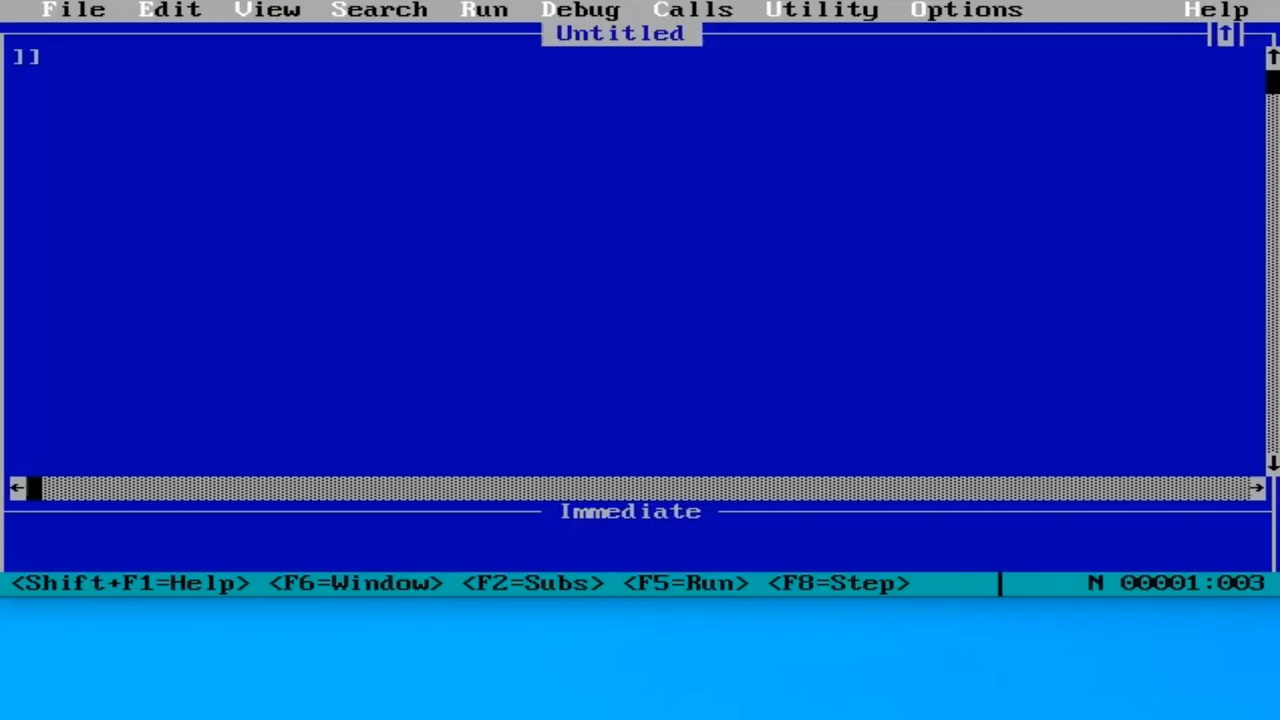 File Edit View Search Run Debug Calls Utility Options Help
Untitled
]]
Immediate
<Shift+F1=Help> <F6=Window> <F2=Subs> <F5=Run> <F8=Step> N 00001:003